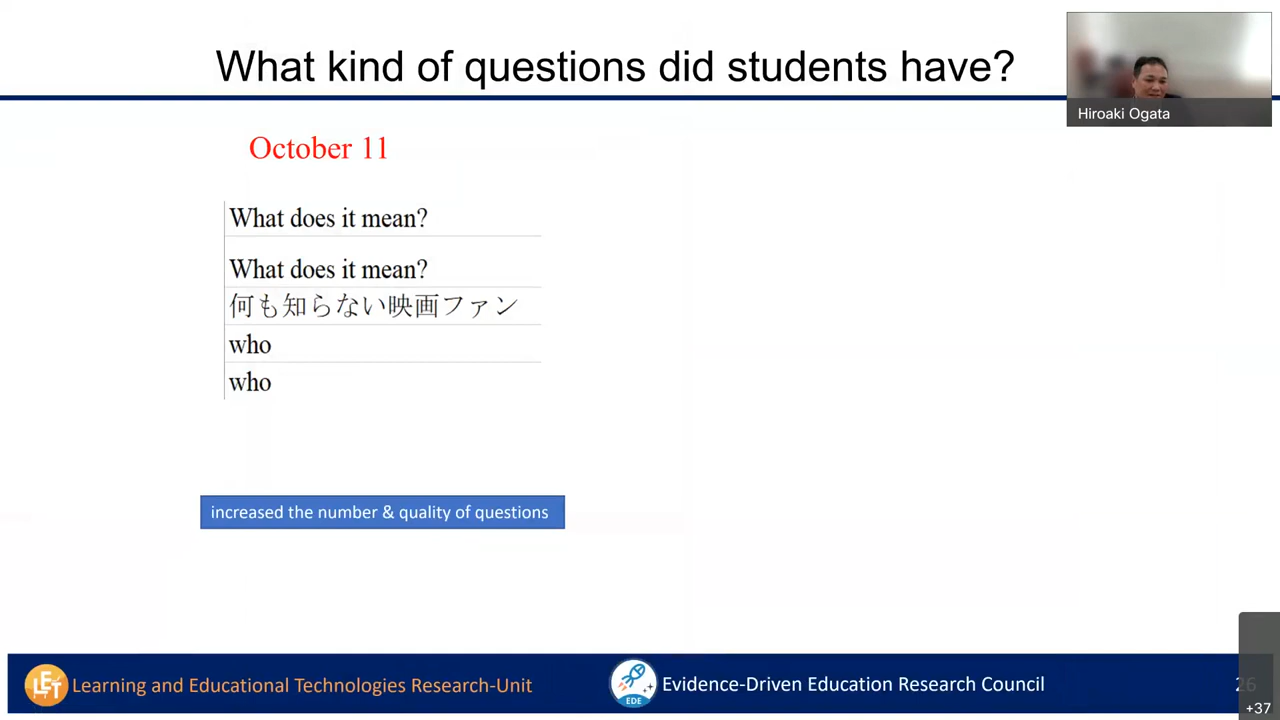 What kind of questions did students have?
Hiroaki Ogata
October 11
What does it mean?
What does it mean?
何も知らない映画ファン
who
who
increased the number & quality of questions
LET
Learning and Educational Technologies Research-Unit
EDE
Evidence-Driven Education Research Council
26
+37